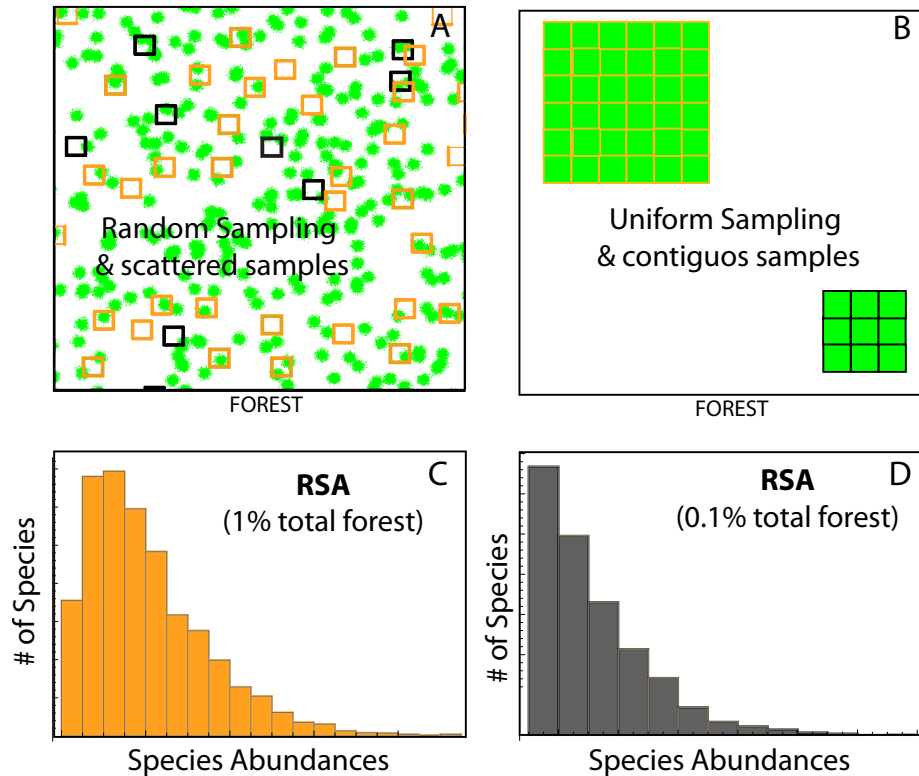 A
Random Sampling
& scattered samples
FOREST
B
Uniform Sampling
& contiguos samples
FOREST
C
RSA
(1% total forest)
# of Species
Species Abundances
D
RSA
(0.1% total forest)
# of Species
Species Abundances